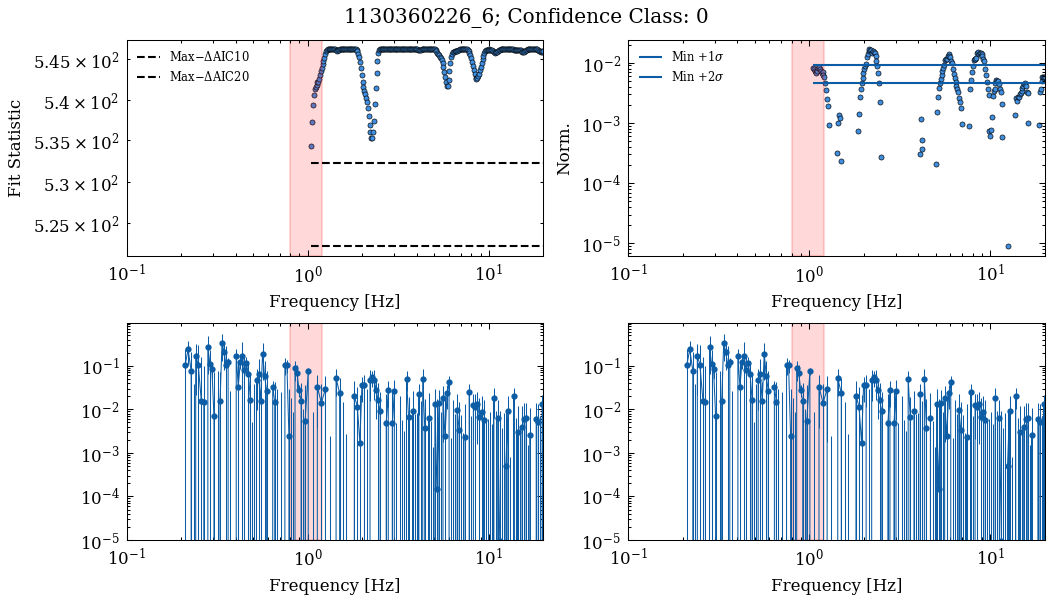 1130360226_6; Confidence Class: 0
Fit Statistic
5.45 × 10²
5.4 × 10²
5.35 × 10²
5.3 × 10²
5.25 × 10²
Max−ΔAIC10
Max−ΔAIC20
10⁻¹ 10⁰ 10¹
Frequency [Hz]
Norm.
10⁻²
10⁻³
10⁻⁴
10⁻⁵
Min +1σ
Min +2σ
10⁻¹ 10⁰ 10¹
Frequency [Hz]
10⁻¹
10⁻²
10⁻³
10⁻⁴
10⁻⁵
10⁻¹ 10⁰ 10¹
Frequency [Hz]
10⁻¹
10⁻²
10⁻³
10⁻⁴
10⁻⁵
10⁻¹ 10⁰ 10¹
Frequency [Hz]